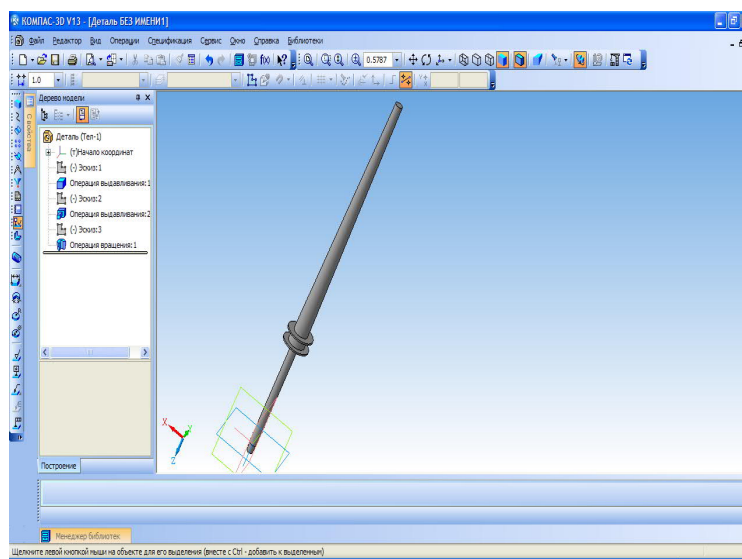 КОМПАС-3D V13 - [Деталь БЕЗ ИМЕНИ1]
Файл Редактор Вид Операции Спецификация Сервис Окно Справка Библиотеки
0.5787
1.0
Дерево модели
Свойства
Деталь (Тел-1)
(т)Начало координат
(-) Эскиз:1
Операция выдавливания:1
(-) Эскиз:2
Операция выдавливания:2
(-) Эскиз:3
Операция вращения:1
X
Y
Z
Построение
Менеджер библиотек
Щелкните левой кнопкой мыши на объекте для его выделения (вместе с Ctrl - добавить к выделенным)